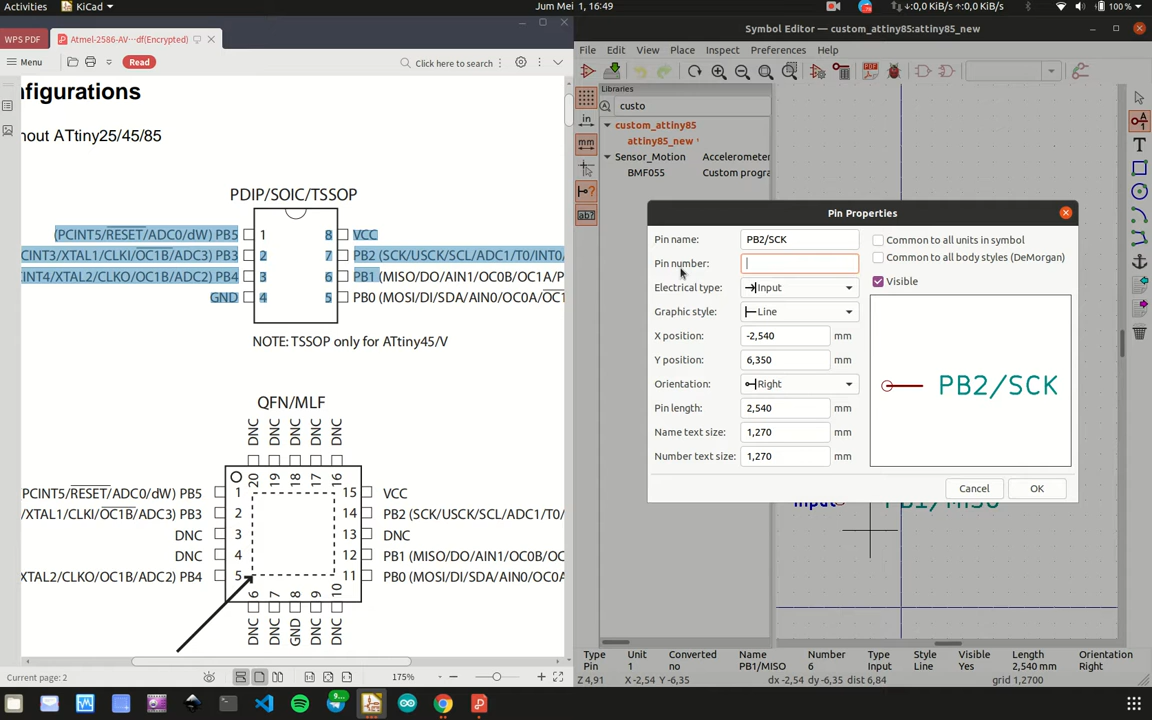 Activities
KiCad
Jum Mei 1, 16:49
0,0 KiB/s
0,0 KiB/s
100 %
WPS PDF
Atmel-2586-AV... df(Encrypted)
Symbol Editor — custom_attiny85:attiny85_new
Menu
Read
Click here to search
File Edit View Place Inspect Preferences Help
Libraries
custo
custom_attiny85
attiny85_new *
Sensor_Motion Accelerometer
BMF055 Custom progra
nfigurations
nout ATtiny25/45/85
PDIP/SOIC/TSSOP
(PCINT5/RESET/ADC0/dW) PB5 1 8 VCC
CINT3/XTAL1/CLKI/OC1B/ADC3) PB3 2 7 PB2 (SCK/USCK/SCL/ADC1/T0/INT0/
INT4/XTAL2/CLKO/OC1B/ADC2) PB4 3 6 PB1 (MISO/DO/AIN1/OC0B/OC1A/P
GND 4 5 PB0 (MOSI/DI/SDA/AIN0/OC0A/OC1
NOTE: TSSOP only for ATtiny45/V
QFN/MLF
DNC DNC DNC DNC DNC
20 19 18 17 16
PCINT5/RESET/ADC0/dW) PB5 1 15 VCC
/XTAL1/CLKI/OC1B/ADC3) PB3 2 14 PB2 (SCK/USCK/SCL/ADC1/T0/
DNC 3 13 DNC
DNC 4 12 PB1 (MISO/DO/AIN1/OC0B/OC
XTAL2/CLKO/OC1B/ADC2) PB4 5 11 PB0 (MOSI/DI/SDA/AIN0/OC0A
6 7 8 9 10
DNC DNC GND DNC DNC
Pin Properties
Pin name: PB2/SCK
Pin number:
Electrical type: Input
Graphic style: Line
X position: -2,540 mm
Y position: 6,350 mm
Orientation: Right
Pin length: 2,540 mm
Name text size: 1,270 mm
Number text size: 1,270 mm
Common to all units in symbol
Common to all body styles (DeMorgan)
Visible
PB2/SCK
Cancel
OK
Input PB1/MISO
Type Unit Converted Name Number Type Style Visible Length Orientation
Pin 1 no PB1/MISO 6 Input Line Yes 2,540 mm Right
Z 4,91 X -2,54 Y -6,35 dx -2,54 dy -6,35 dist 6,84 grid 1,2700 mm
Current page: 2
175%